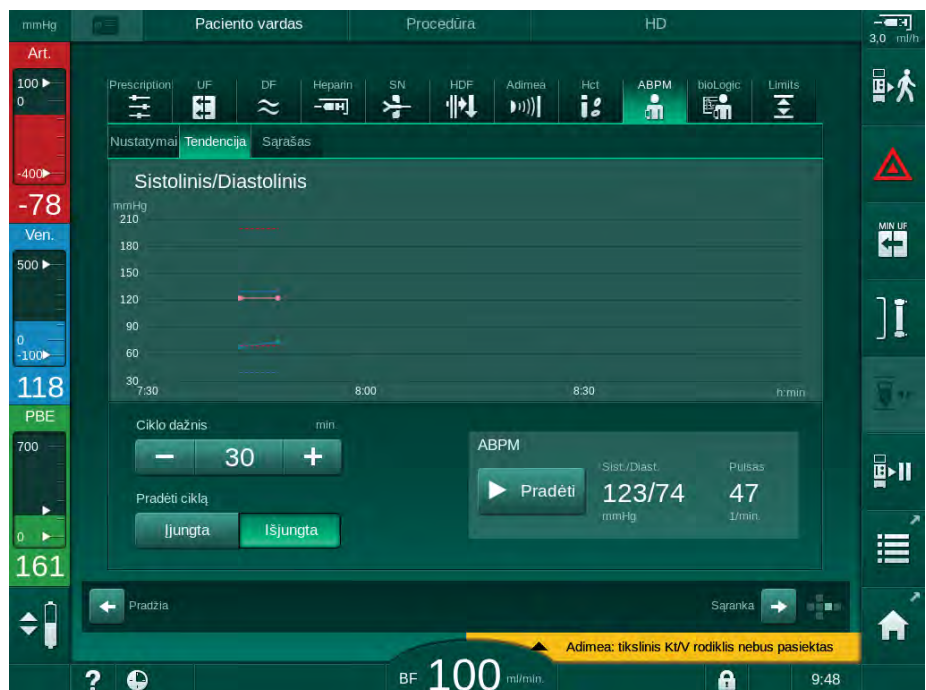 mmHg
Paciento vardas
Procedūra
HD
3,0 ml/h
Art.
100
0
-400
-78
Ven.
500
0
-100
118
PBE
700
0
161
Prescription
UF
DF
Heparin
SN
HDF
Adimea
Hct
ABPM
bioLogic
Limits
Nustatymai Tendencija Sąrašas
Sistolinis/Diastolinis
mmHg
210
180
150
120
90
60
30
7:30 8:00 8:30 h:min
Ciklo dažnis min.
30
Pradėti ciklą
Įjungta Išjungta
ABPM
Pradėti
Sist./Diast. Pulsas
123/74 47
mmHg 1/min.
MIN UF
Pradžia
Sąranka
Adimea: tikslinis Kt/V rodiklis nebus pasiektas
? BF 100 ml/min. 9:48